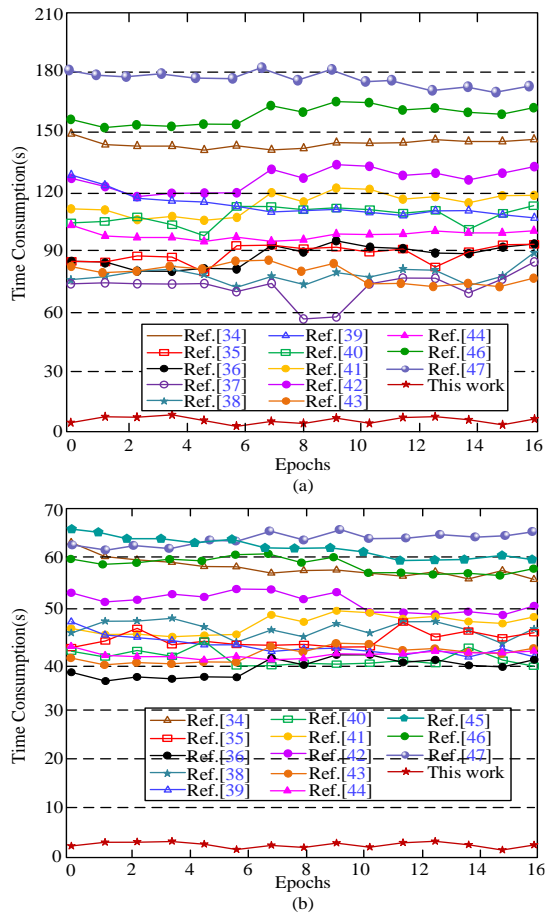 210
180
150
120
90
60
30
0
Time Consumption(s)
Ref.[34]
Ref.[35]
Ref.[36]
Ref.[37]
Ref.[38]
Ref.[39]
Ref.[40]
Ref.[41]
Ref.[42]
Ref.[43]
Ref.[44]
Ref.[46]
Ref.[47]
This work
0 2 4 6 8 10 12 14 16
Epochs
(a)
70
60
50
40
30
20
10
0
Time Consumption(s)
Ref.[34]
Ref.[35]
Ref.[36]
Ref.[38]
Ref.[39]
Ref.[40]
Ref.[41]
Ref.[42]
Ref.[43]
Ref.[44]
Ref.[45]
Ref.[46]
Ref.[47]
This work
0 2 4 6 8 10 12 14 16
Epochs
(b)